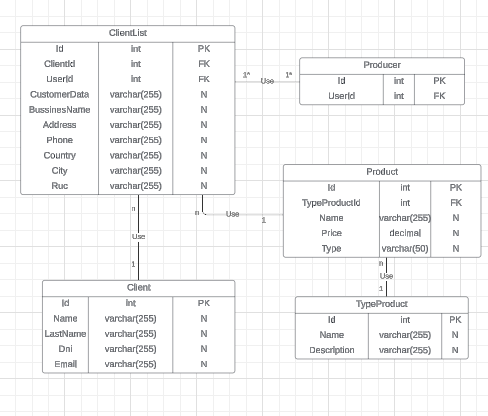 ClientList
Id int PK
ClientId int FK
UserId int FK
CustomerData varchar(255) N
BussinesName varchar(255) N
Address varchar(255) N
Phone varchar(255) N
Country varchar(255) N
City varchar(255) N
Ruc varchar(255) N
1* Use 1*
Producer
Id int PK
UserId int FK
Product
Id int PK
TypeProductId int FK
Name varchar(255) N
Price decimal N
Type varchar(50) N
n Use 1
n
Use
1
n
Use
1
Client
Id int PK
Name varchar(255) N
LastName varchar(255) N
Dni varchar(255) N
Email varchar(255) N
TypeProduct
Id int PK
Name varchar(255) N
Description varchar(255) N